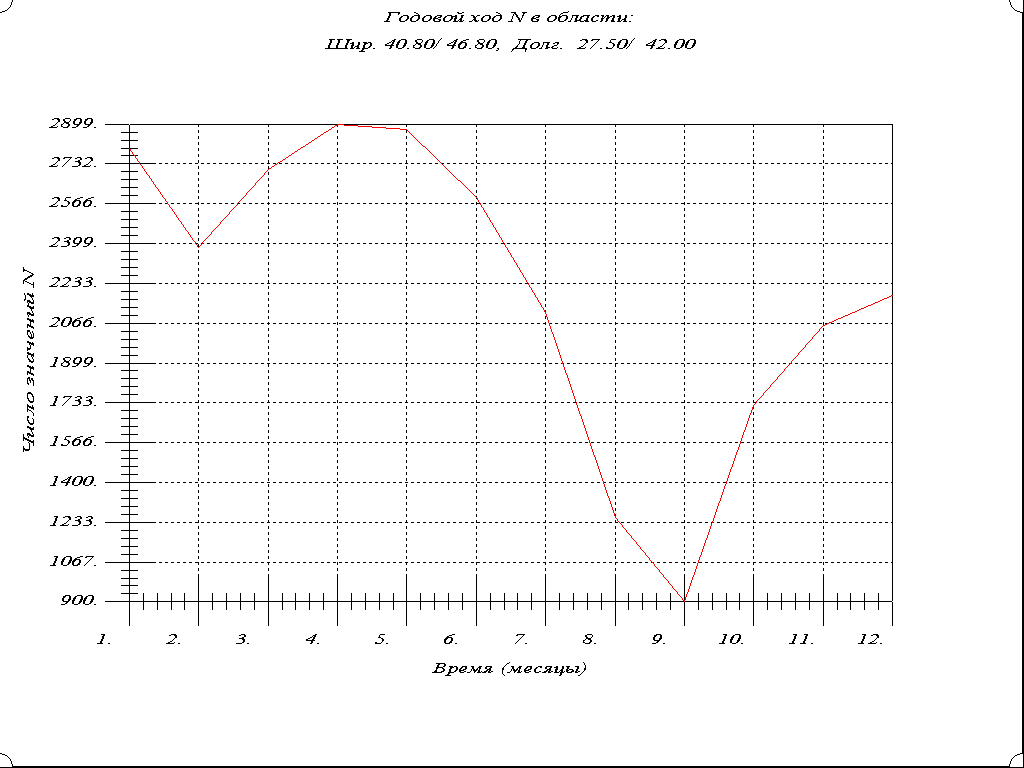 Годовой ход N в области:
Шир. 40.80/ 46.80, Долг. 27.50/ 42.00
2899.
2732.
2566.
2399.
2233.
2066.
1899.
1733.
1566.
1400.
1233.
1067.
900.
Число значений N
1. 2. 3. 4. 5. 6. 7. 8. 9. 10. 11. 12.
Время (месяцы)